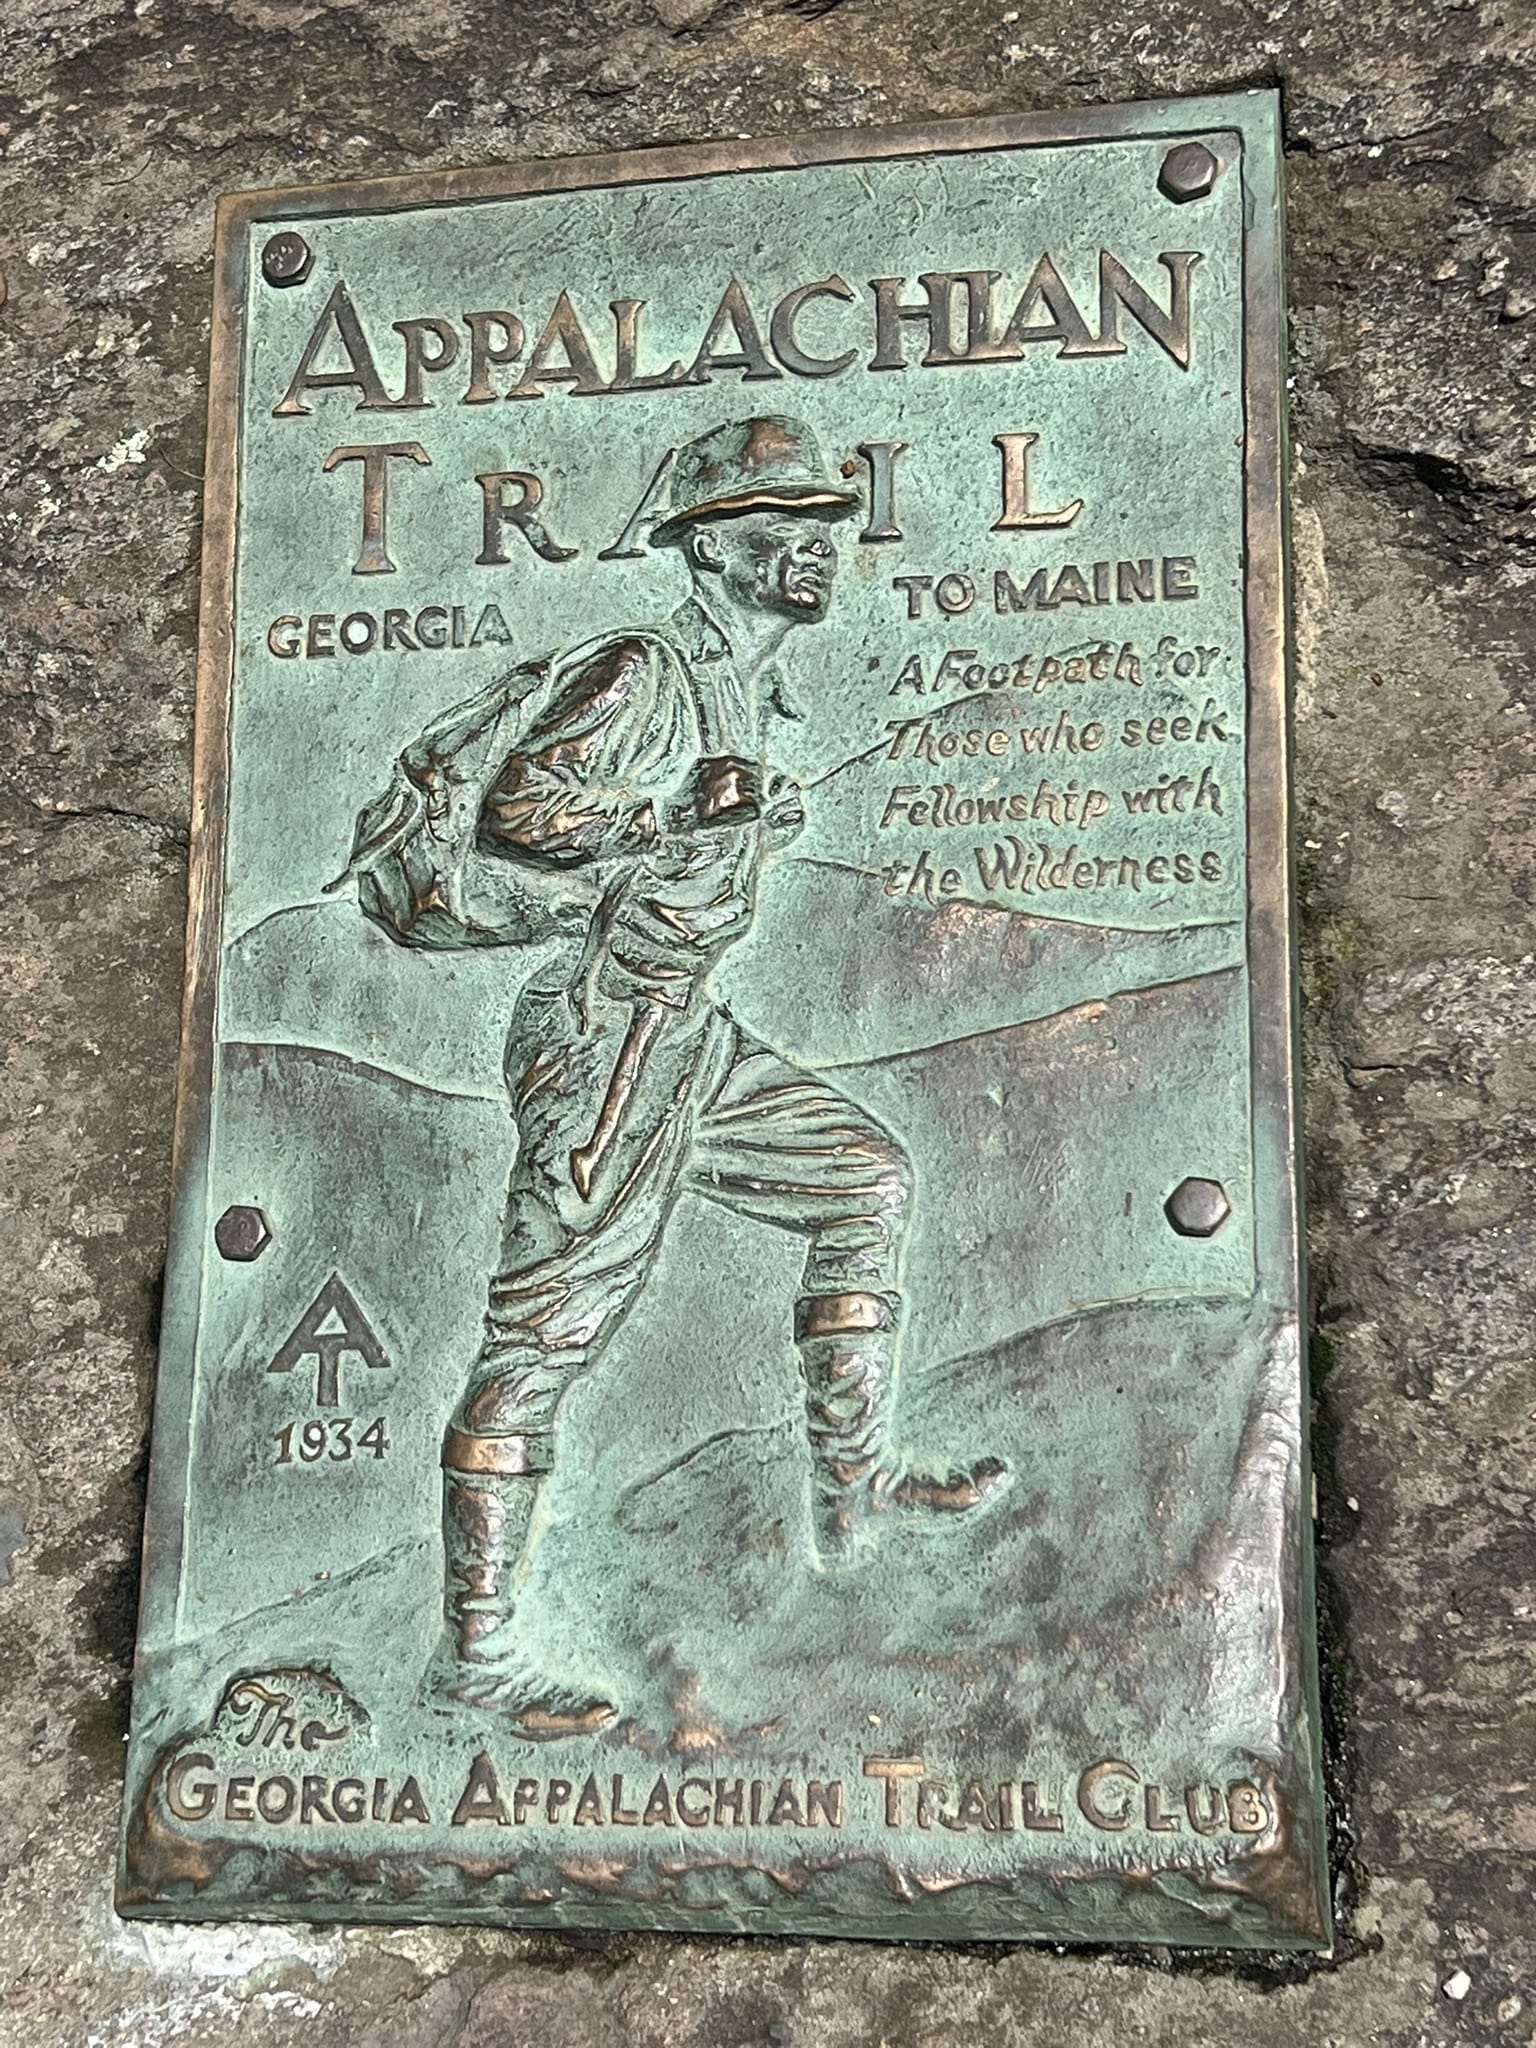 APPALACHIAN
TRAIL
GEORGIA TO MAINE
A Footpath for
Those who seek
Fellowship with
the Wilderness
AT
1934
The
GEORGIA APPALACHIAN TRAIL CLUB